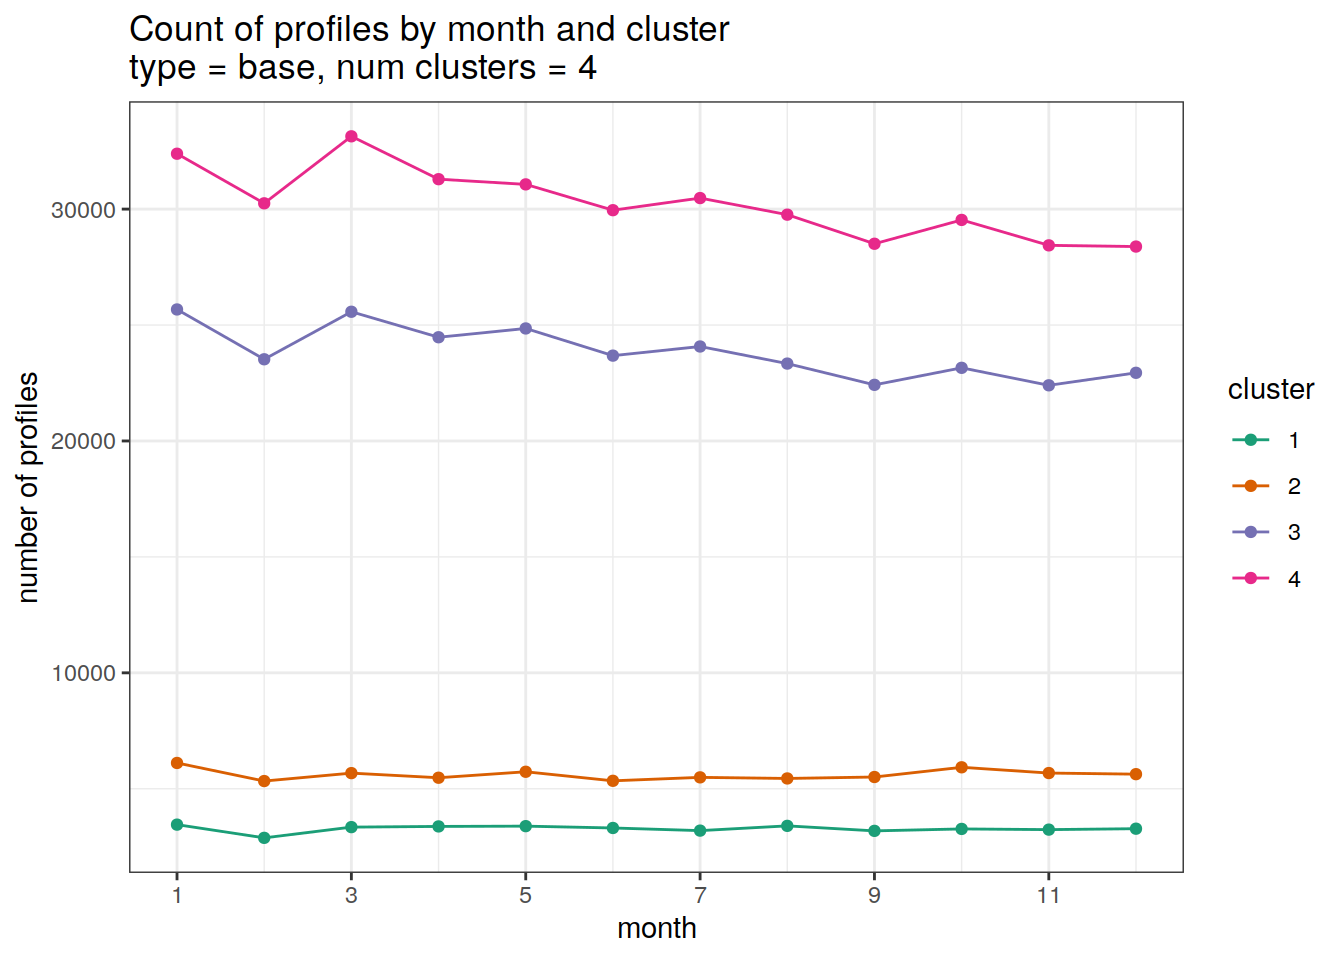 Count of profiles by month and cluster
type = base, num clusters = 4
30000
20000
10000
number of profiles
1 3 5 7 9 11
month
cluster
1
2
3
4